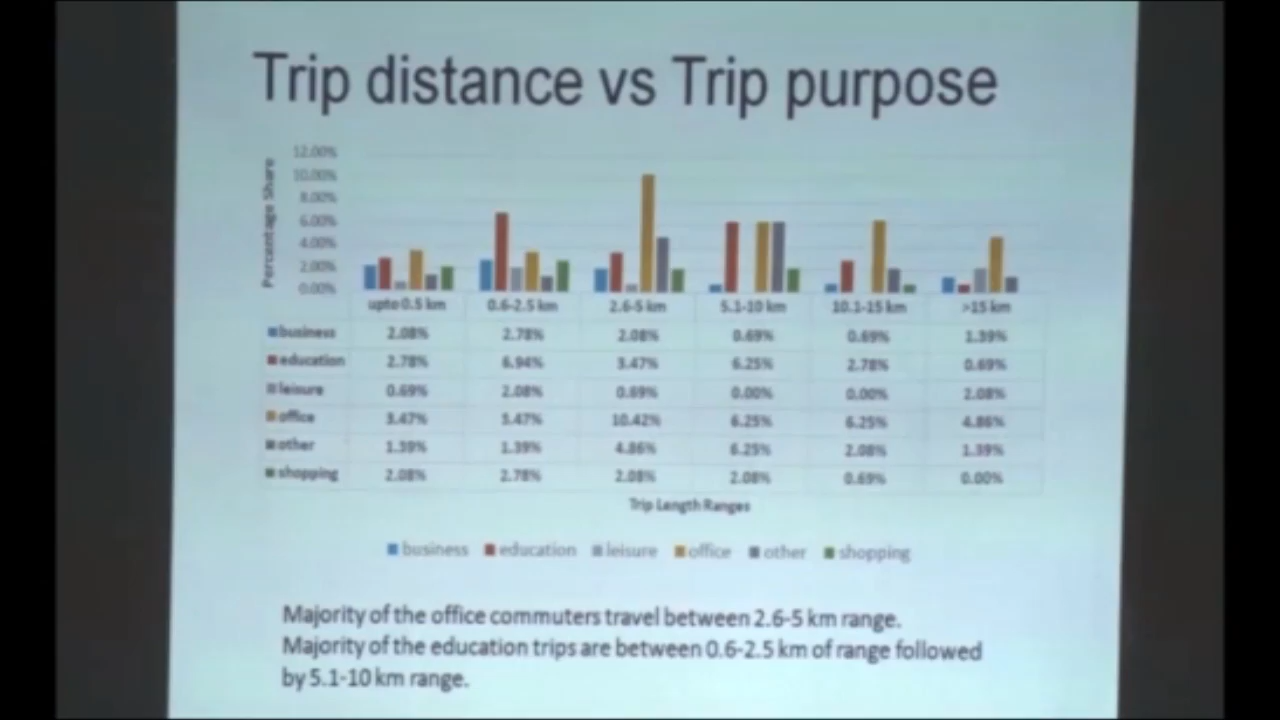 Trip distance vs Trip purpose
Percentage Share
12.00%
10.00%
8.00%
6.00%
4.00%
2.00%
0.00%
upto 0.5 km 0.6-2.5 km 2.6-5 km 5.1-10 km 10.1-15 km >15 km
business 2.08% 2.78% 2.08% 0.69% 0.69% 1.39%
education 2.78% 6.94% 3.47% 6.25% 2.78% 0.69%
leisure 0.69% 2.08% 0.69% 0.00% 0.00% 2.08%
office 3.47% 3.47% 10.42% 6.25% 6.25% 4.86%
other 1.39% 1.39% 4.86% 6.25% 2.08% 1.39%
shopping 2.08% 2.78% 2.08% 2.08% 0.69% 0.00%
Trip Length Ranges
business education leisure office other shopping
Majority of the office commuters travel between 2.6-5 km range.
Majority of the education trips are between 0.6-2.5 km of range followed
by 5.1-10 km range.